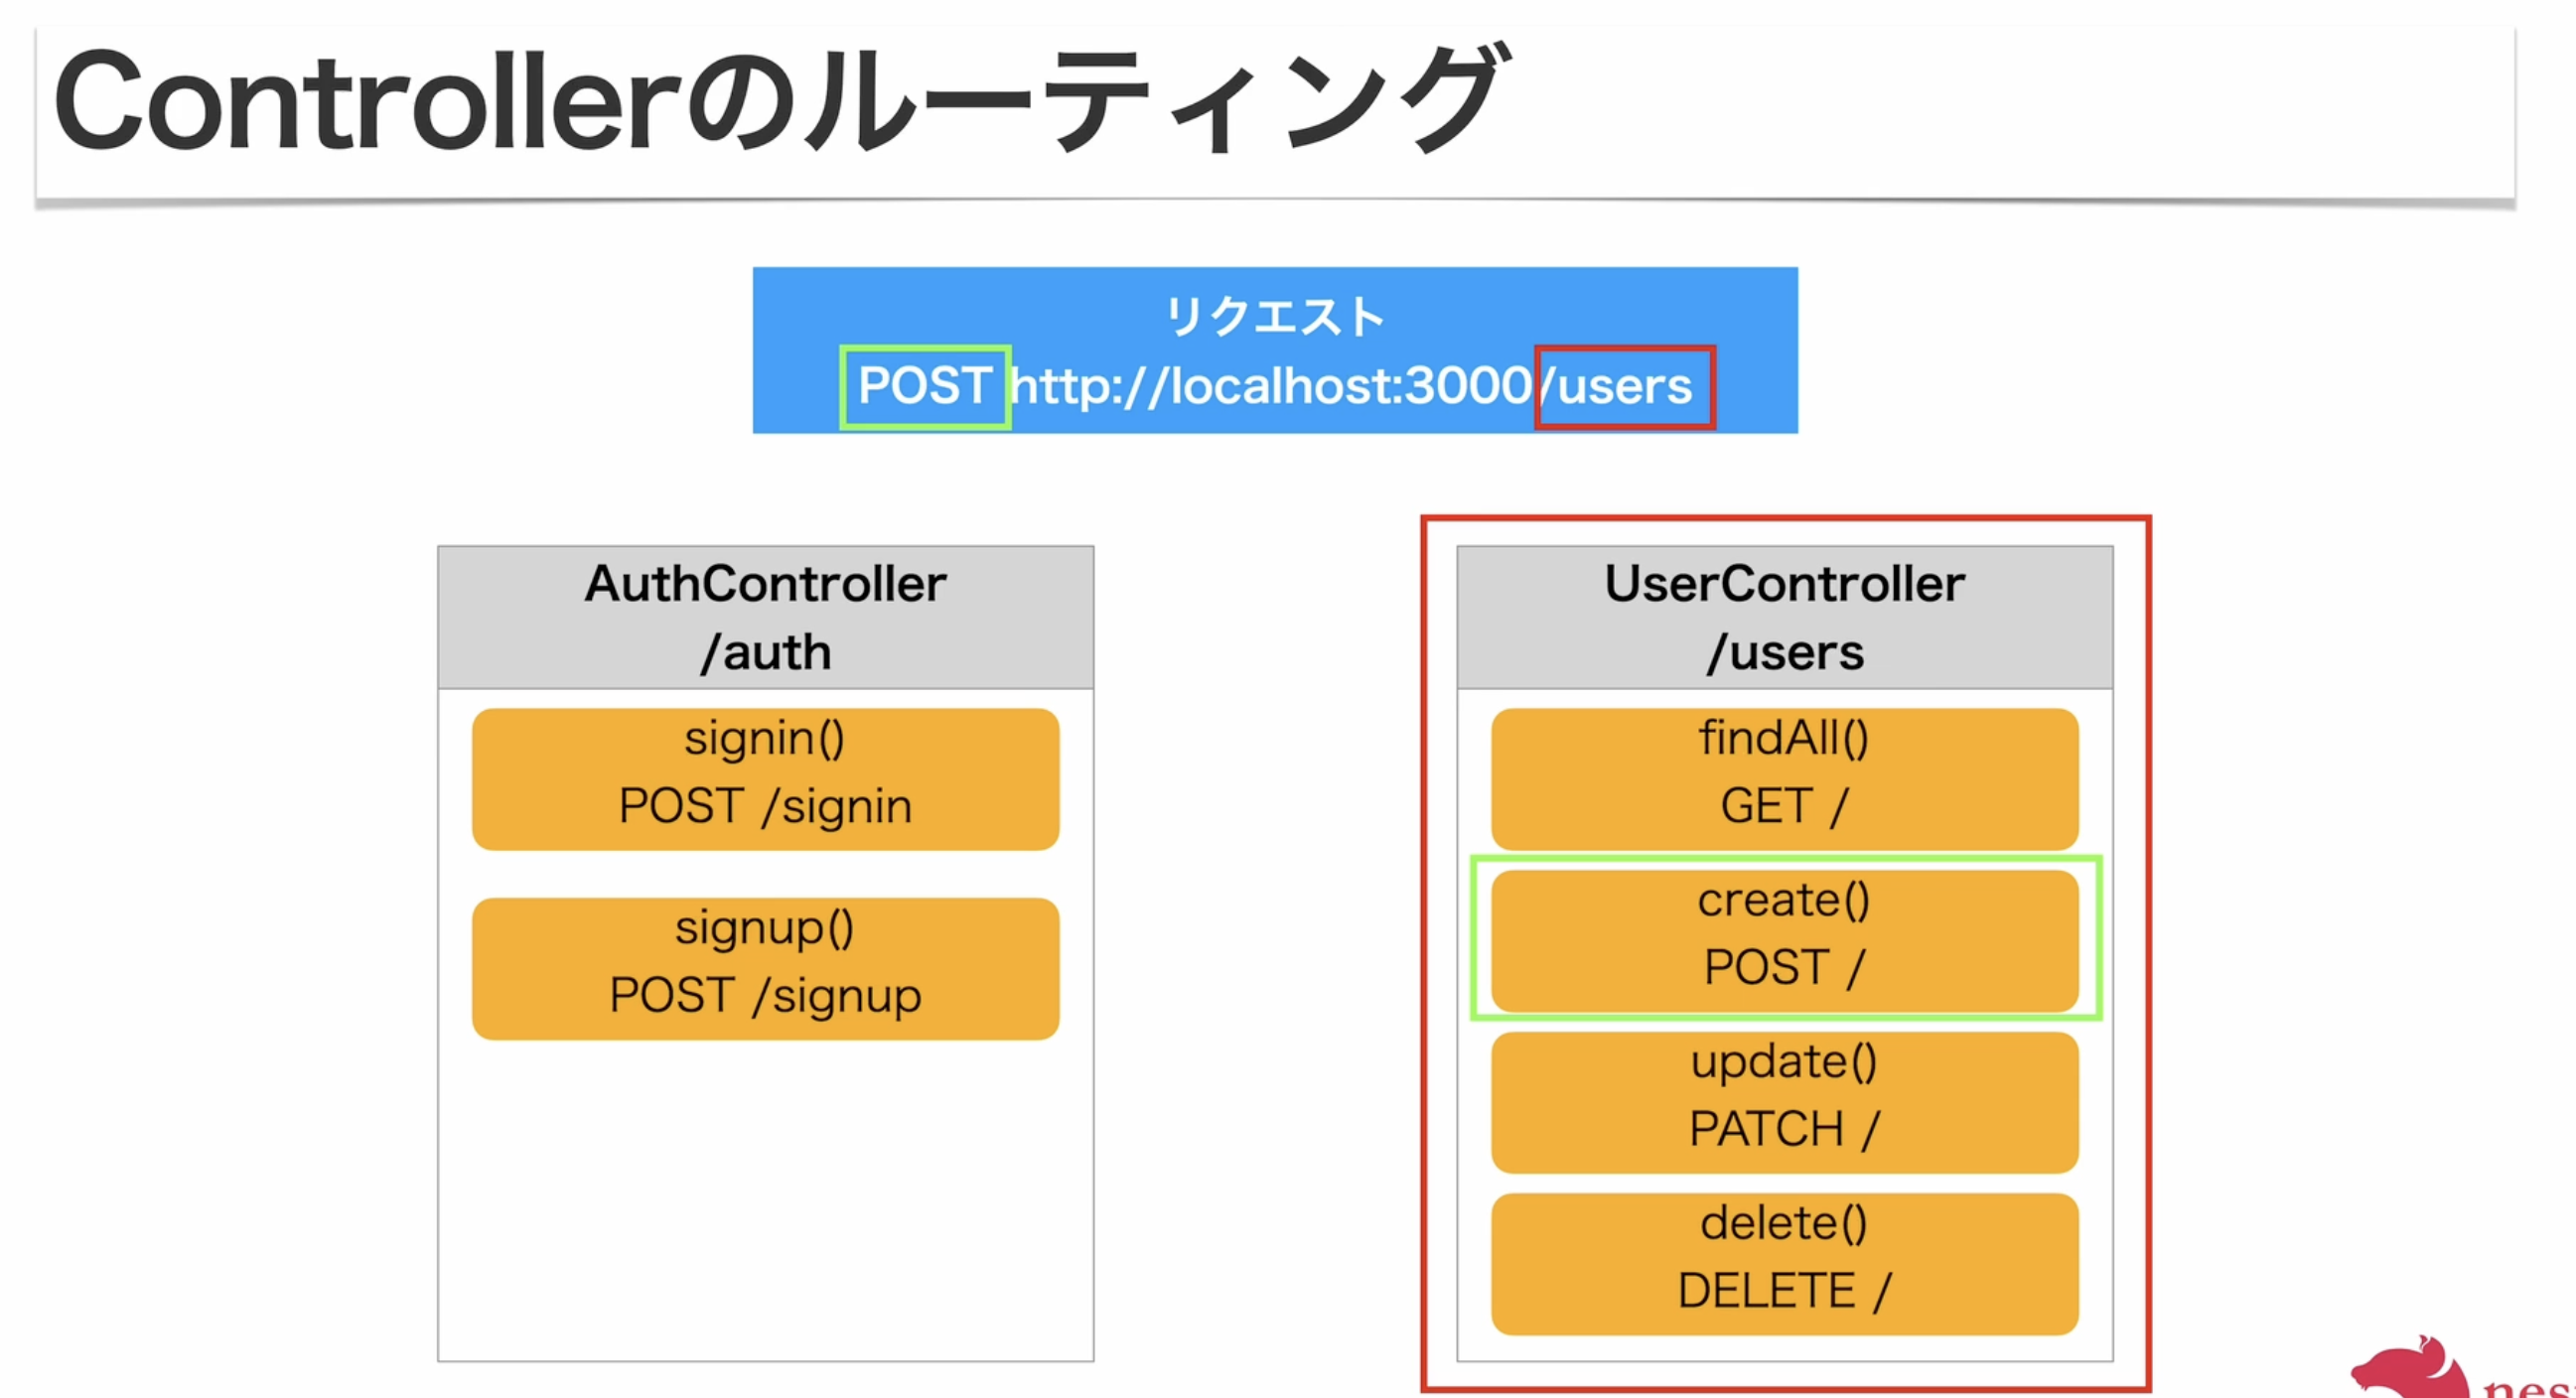 Controllerのルーティング
リクエスト
POST http://localhost:3000/users
AuthController
/auth
signin()
POST /signin
signup()
POST /signup
UserController
/users
findAll()
GET /
create()
POST /
update()
PATCH /
delete()
DELETE /